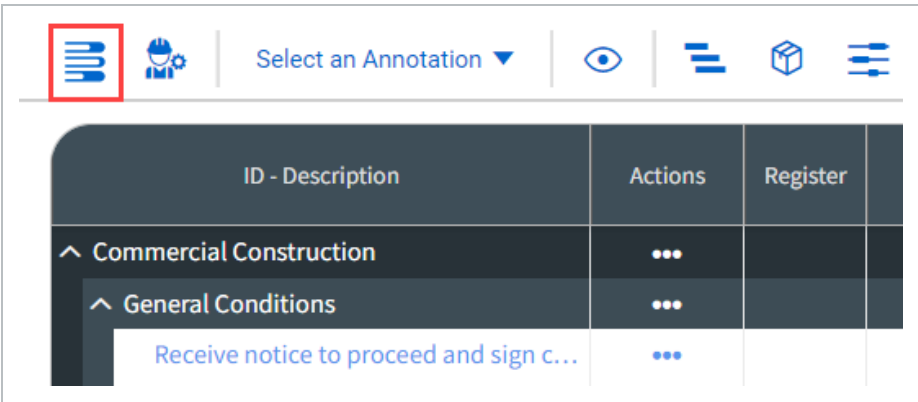 Select an Annotation
ID - Description Actions Register
Commercial Construction
General Conditions
Receive notice to proceed and sign c...